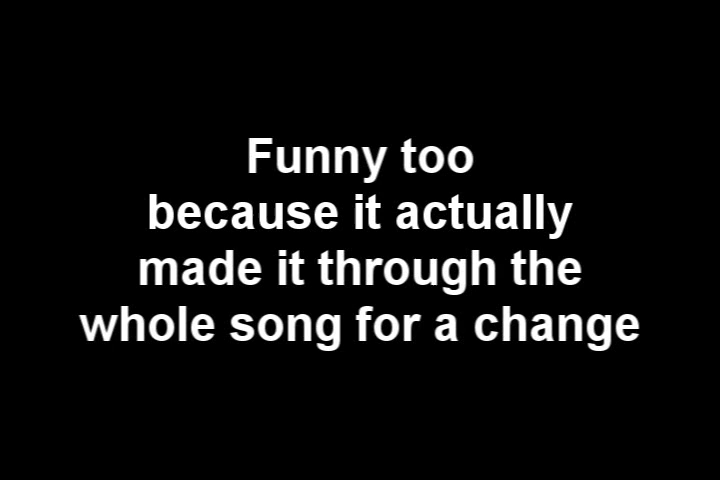 Funny too
because it actually
made it through the
whole song for a change